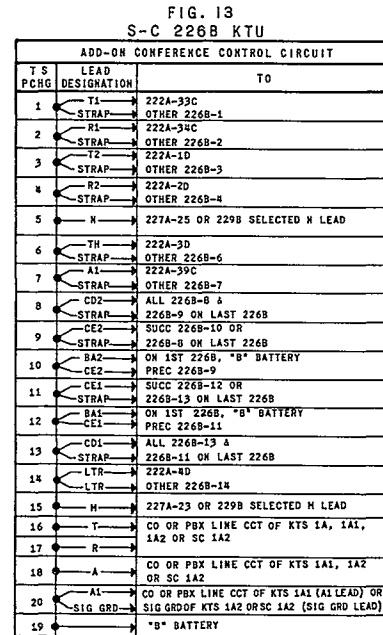 FIG. 13
S-C 226B KTU
ADD-ON CONFERENCE CONTROL CIRCUIT
TS PCHG LEAD DESIGNATION TO
1 T1 222A-33C
STRAP OTHER 226B-1
2 R1 222A-34C
STRAP OTHER 226B-2
3 T2 222A-1D
STRAP OTHER 226B-3
4 R2 222A-2D
STRAP OTHER 226B-4
5 N 227A-25 OR 229B SELECTED N LEAD
6 TH 222A-3D
STRAP OTHER 226B-6
7 A1 222A-39C
STRAP OTHER 226B-7
8 CD2 ALL 226B-8 &
STRAP 226B-9 ON LAST 226B
9 CE2 SUCC 226B-10 OR
STRAP 226B-8 ON LAST 226B
10 BA2 ON 1ST 226B, "B" BATTERY
CE2 PREC 226B-9
11 CE1 SUCC 226B-12 OR
STRAP 226B-13 ON LAST 226B
12 BA1 ON 1ST 226B, "B" BATTERY
CE1 PREC 226B-11
13 CD1 ALL 226B-13 &
STRAP 226B-11 ON LAST 226B
14 LTR 222A-4D
LTR OTHER 226B-14
15 M 227A-23 OR 229B SELECTED M LEAD
16 T CO OR PBX LINE CCT OF KTS 1A, 1A1,
1A2 OR SC 1A2
17 R
18 A CO OR PBX LINE CCT OF KTS 1A1, 1A2
OR SC 1A2
20 A1 CO OR PBX LINE CCT OF KTS 1A1 (A1 LEAD) OR
SIG GRD SIG GRD OF KTS 1A2 OR SC 1A2 (SIG GRD LEAD)
19 "B" BATTERY